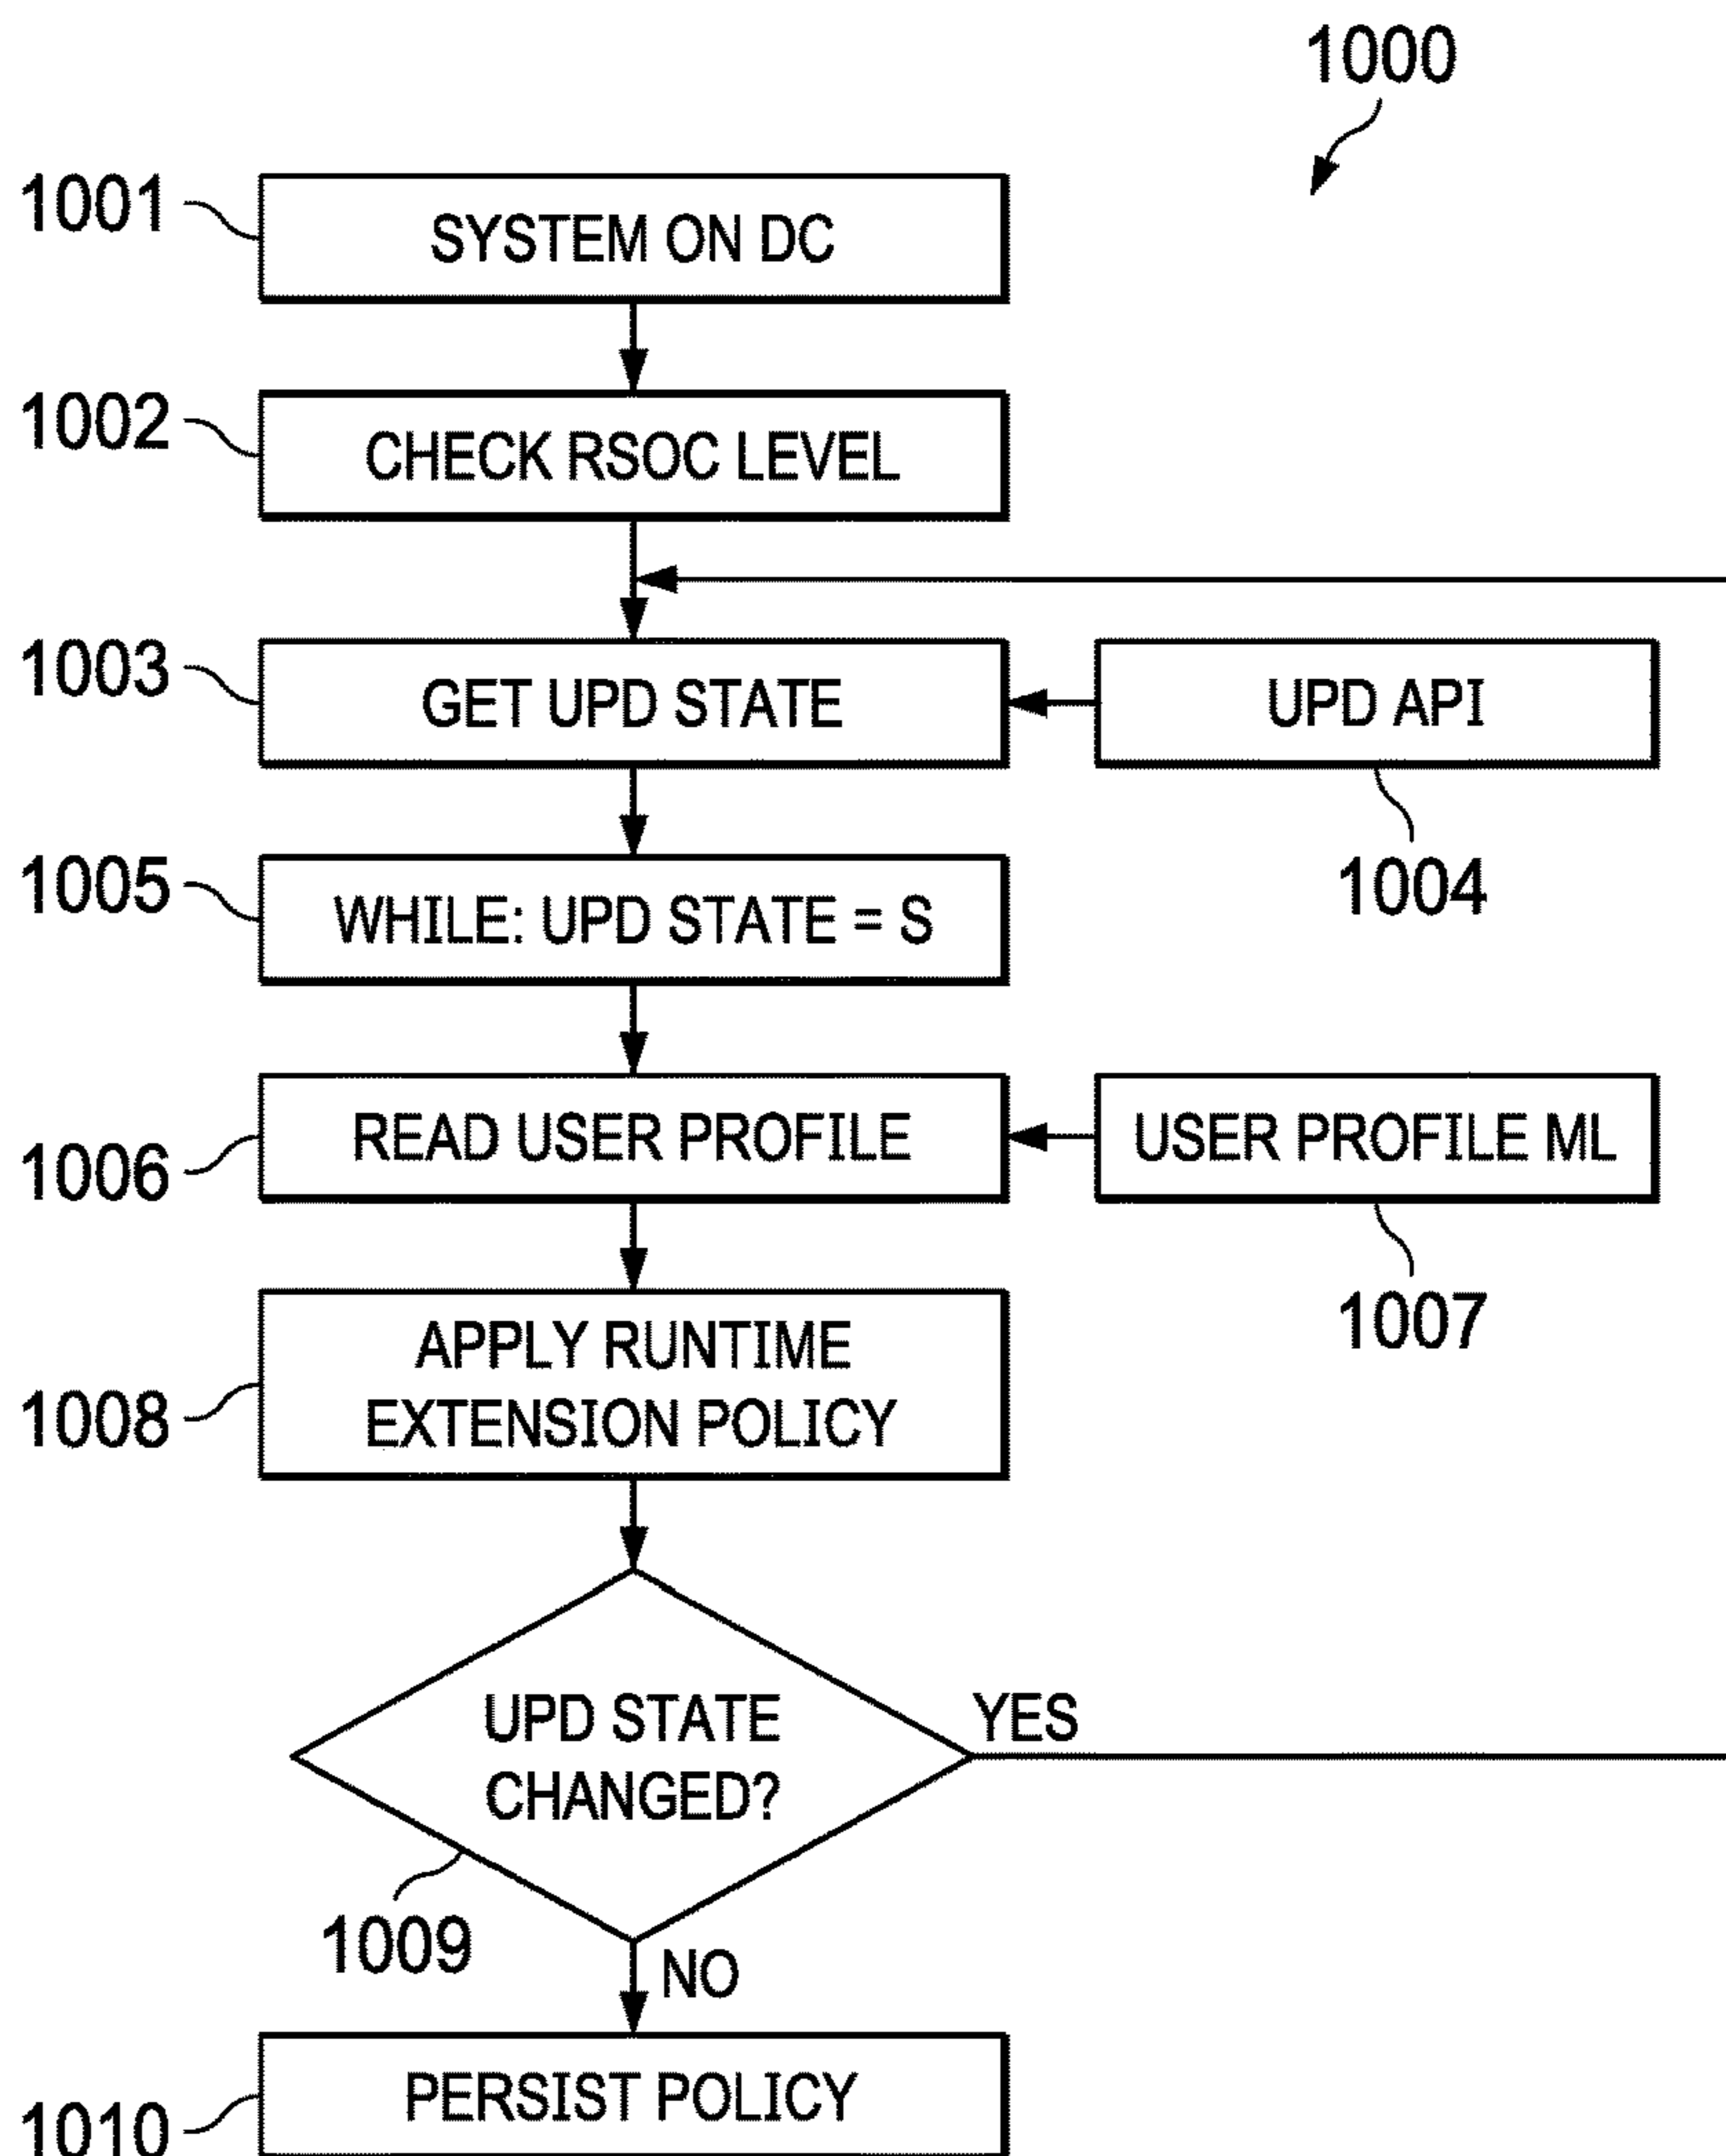 1000
1001
SYSTEM ON DC
1002
CHECK RSOC LEVEL
1003
GET UPD STATE
UPD API
1004
1005
WHILE: UPD STATE = S
1006
READ USER PROFILE
USER PROFILE ML
1007
1008
APPLY RUNTIME
EXTENSION POLICY
UPD STATE
CHANGED?
YES
1009
NO
1010
PERSIST POLICY